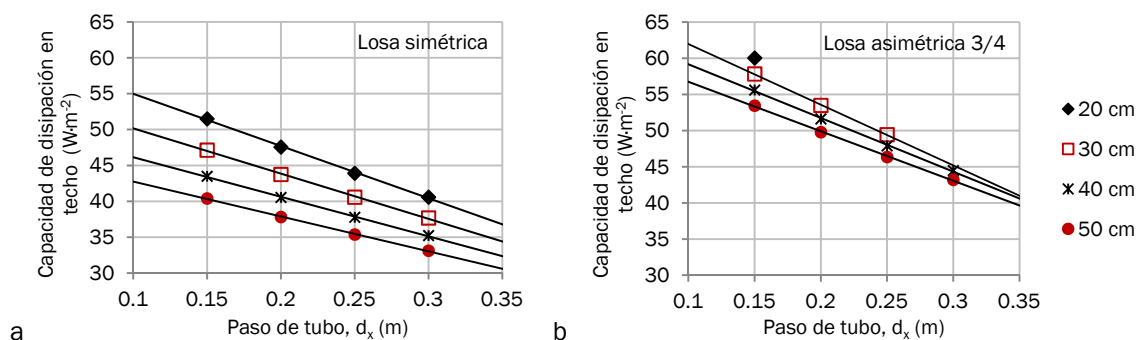 Capacidad de disipación en
techo (W·m-2)
65
60
55
50
45
40
35
30
Losa simétrica
0.1 0.15 0.2 0.25 0.3 0.35
Paso de tubo, dx (m)
a
Capacidad de disipación en
techo (W·m-2)
65
60
55
50
45
40
35
30
Losa asimétrica 3/4
0.1 0.15 0.2 0.25 0.3 0.35
Paso de tubo, dx (m)
b
20 cm
30 cm
40 cm
50 cm